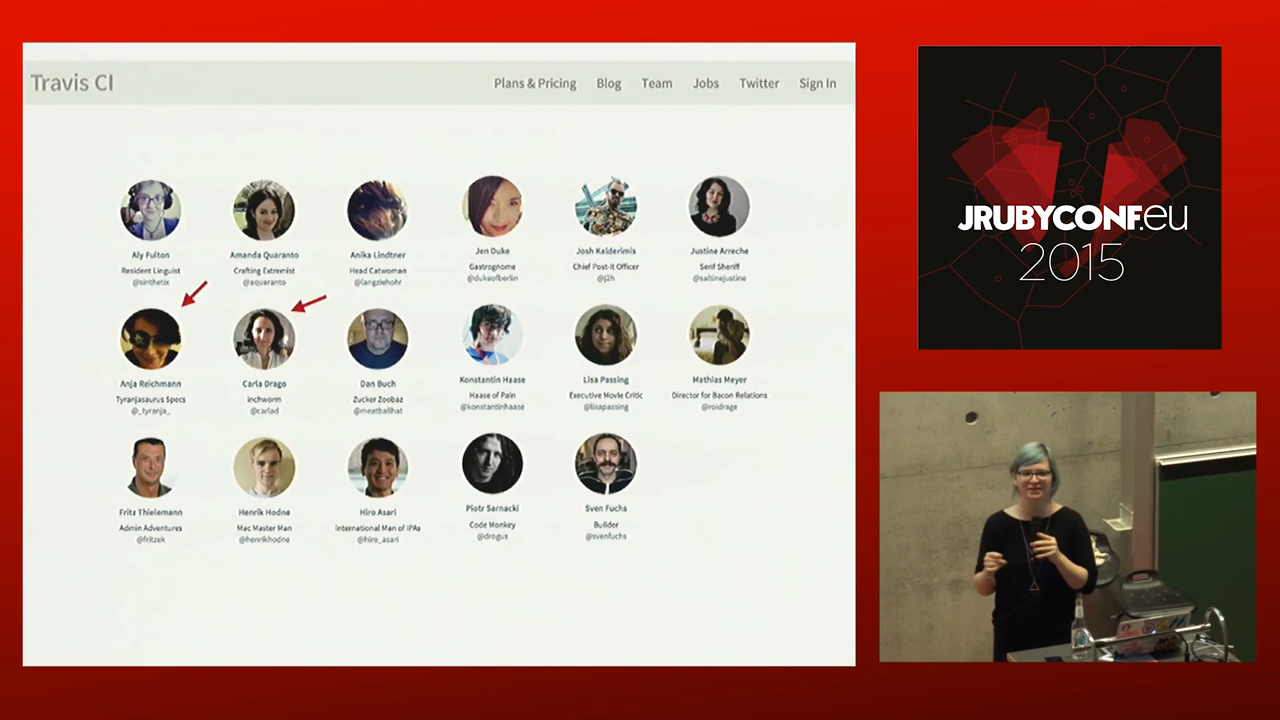 Travis CI
Plans & Pricing Blog Team Jobs Twitter Sign In
Aly Fulton
Resident Linguist
@sinthetix
Amanda Quaranto
Crafting Extremist
@aquaranto
Anika Lindtner
Head Catwoman
@langziehohr
Jen Duke
Gastrognome
@dukeofberlin
Josh Kalderimis
Chief Post-It Officer
@j2h
Justine Arreche
Serif Sheriff
@saltinejustine
Anja Reichmann
Tyranjasaurus Specs
@_tyranja_
Carla Drago
inchworm
@carlad
Dan Buch
Zucker Zoobaz
@meatballhat
Konstantin Haase
Haase of Pain
@konstantinhaase
Lisa Passing
Executive Movie Critic
@lisapassing
Mathias Meyer
Director for Bacon Relations
@roidrage
Fritz Thielemann
Admin Adventures
@fritzek
Henrik Hodne
Mac Master Man
@henrikhodne
Hiro Asari
International Man of IPAs
@hiro_asari
Piotr Sarnacki
Code Monkey
@drogus
Sven Fuchs
Builder
@svenfuchs
JRUBYCONF.eu
2015